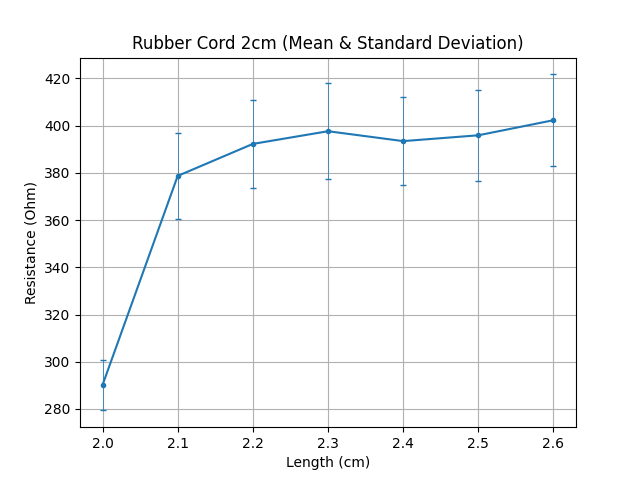 Rubber Cord 2cm (Mean & Standard Deviation)
420
400
380
360
340
320
300
280
Resistance (Ohm)
2.0 2.1 2.2 2.3 2.4 2.5 2.6
Length (cm)